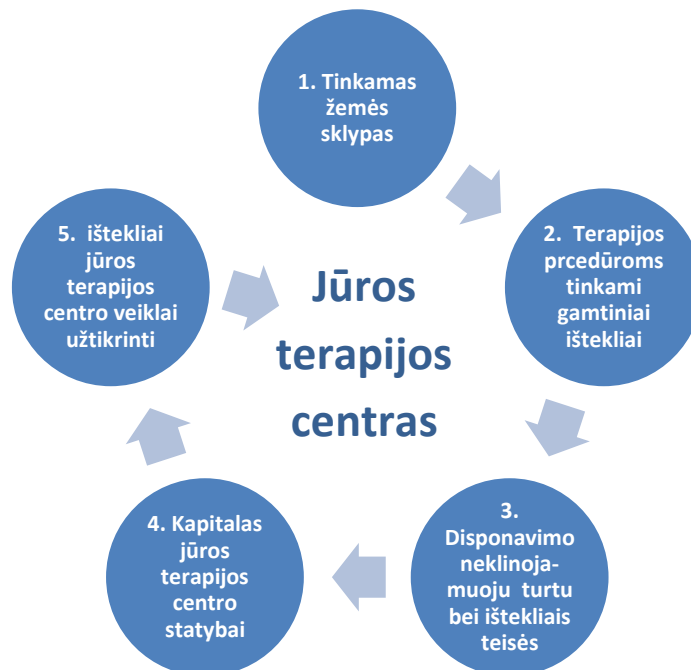 1. Tinkamas
žemės
sklypas
2. Terapijos
prcedūroms
tinkami
gamtiniai
ištekliai
3.
Disponavimo
neklinoja-
muoju turtu
bei ištekliais
teisės
4. Kapitalas
jūros
terapijos
centro
statybai
5. ištekliai
jūros
terapijos
centro veiklai
užtikrinti
Jūros
terapijos
centras